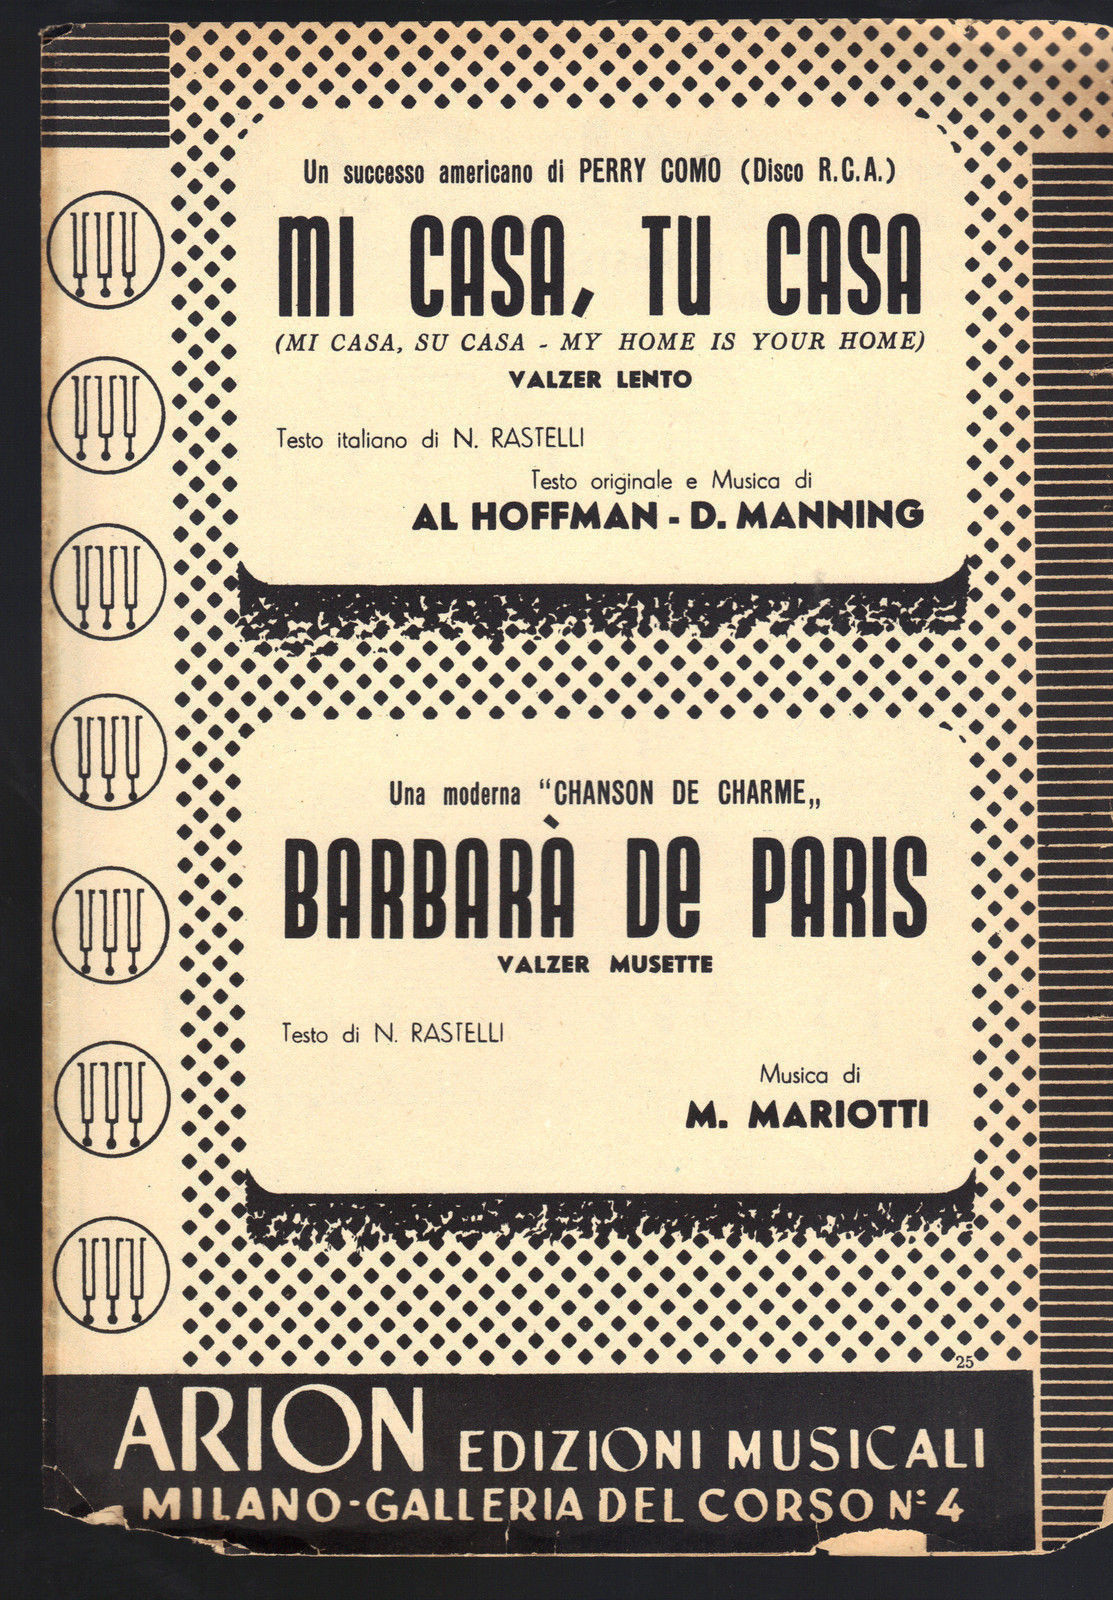 Un successo americano di PERRY COMO (Disco R.C.A.)
MI CASA, TU CASA
(MI CASA, SU CASA - MY HOME IS YOUR HOME)
VALZER LENTO
Testo italiano di N. RASTELLI
Testo originale e Musica di
AL HOFFMAN - D. MANNING
Una moderna "CHANSON DE CHARME„
BARBARÀ De PARIS
VALZER MUSETTE
Testo di N. RASTELLI
Musica di
M. MARIOTTI
25
ARION EDIZIONI MUSICALI
MILANO-GALLERIA DEL CORSO N: 4